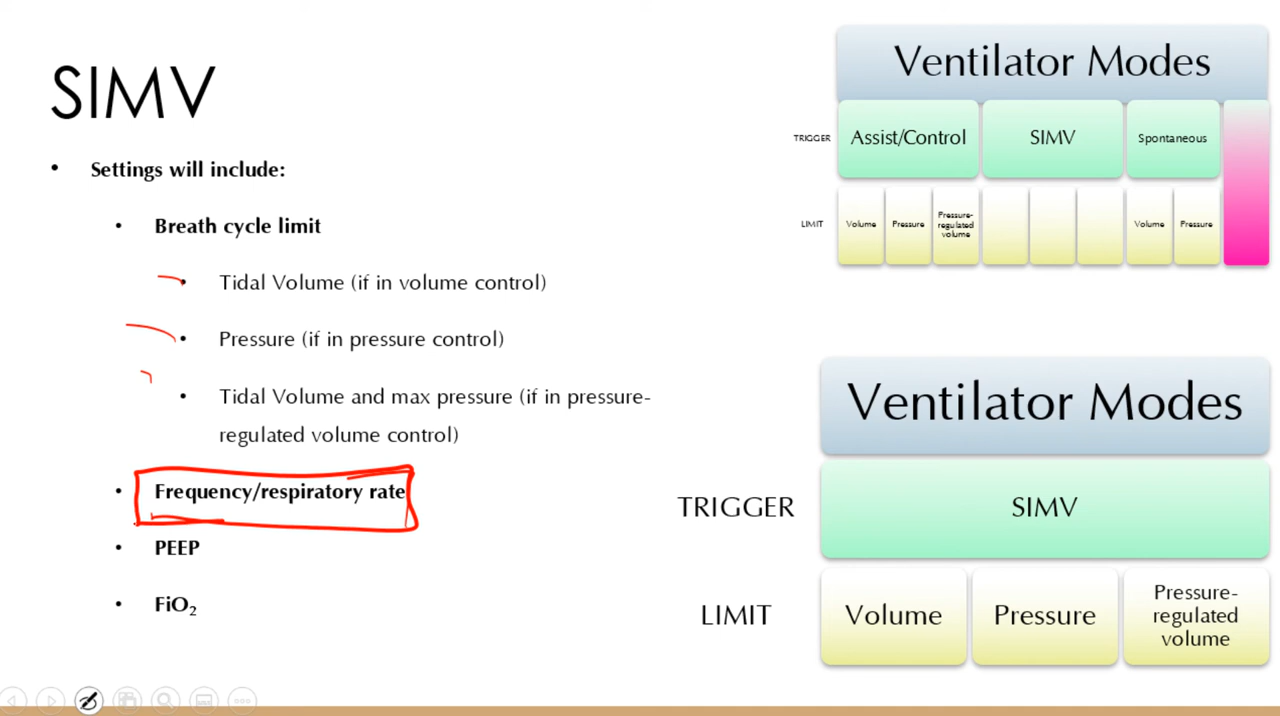 SIMV
• Settings will include:
• Breath cycle limit
• Tidal Volume (if in volume control)
• Pressure (if in pressure control)
• Tidal Volume and max pressure (if in pressure-
regulated volume control)
• Frequency/respiratory rate
• PEEP
• FiO₂
Ventilator Modes
TRIGGER Assist/Control SIMV Spontaneous
LIMIT Volume Pressure Pressure-
regulated
volume
Volume Pressure
Ventilator Modes
TRIGGER SIMV
LIMIT Volume Pressure Pressure-
regulated
volume